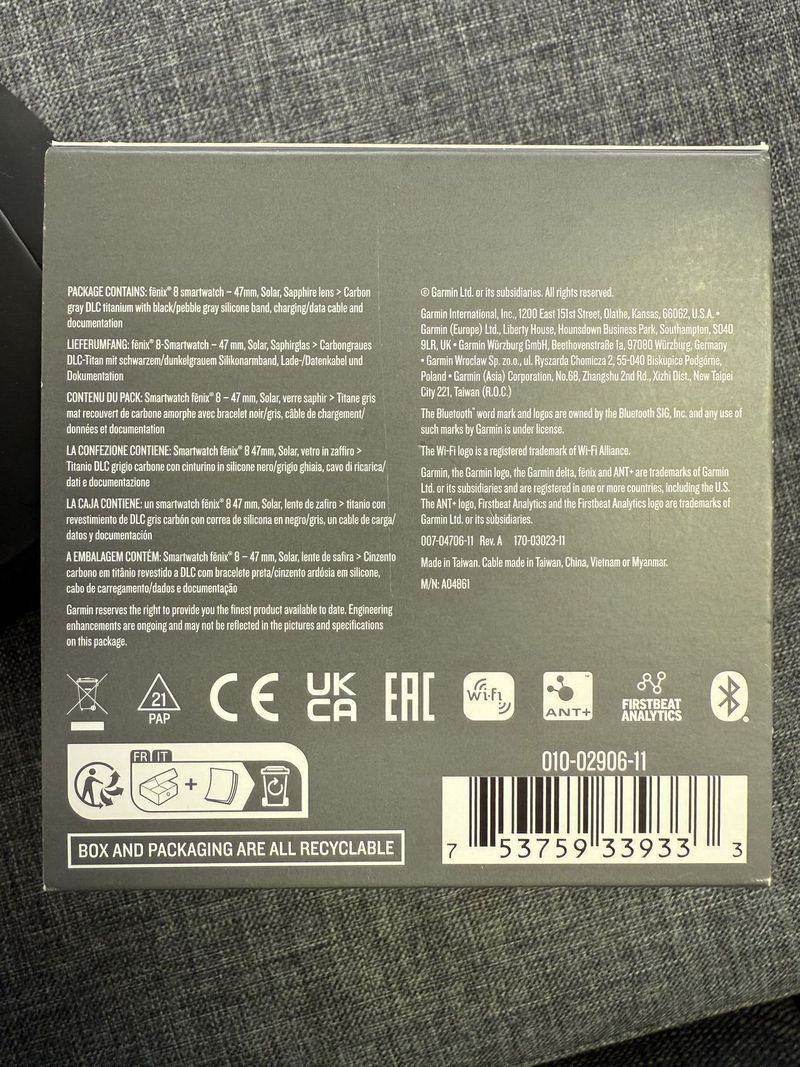 PACKAGE CONTAINS: fēnix® 8 smartwatch – 47mm, Solar, Sapphire lens > Carbon
gray DLC titanium with black/pebble gray silicone band, charging/data cable and
documentation
LIEFERUMFANG: fēnix® 8-Smartwatch – 47 mm, Solar, Saphirglas > Carbongraues
DLC-Titan mit schwarzem/dunkelgrauem Silikonarmband, Lade-/Datenkabel und
Dokumentation
CONTENU DU PACK: Smartwatch fēnix® 8 – 47 mm, Solar, verre saphir > Titane gris
mat recouvert de carbone amorphe avec bracelet noir/gris, câble de chargement/
données et documentation
LA CONFEZIONE CONTIENE: Smartwatch fēnix® 8 47 mm, Solar, vetro in zaffiro >
Titanio DLC grigio carbone con cinturino in silicone nero/grigio ghiaia, cavo di ricarica/
dati e documentazione
LA CAJA CONTIENE: un smartwatch fēnix® 8 47 mm, Solar, lente de zafiro > titanio con
revestimiento de DLC gris carbón con correa de silicona en negro/gris, un cable de carga/
datos y documentación
A EMBALAGEM CONTÉM: Smartwatch fēnix® 8 – 47 mm, Solar, lente de safira > Cinzento
carbono em titânio revestido a DLC com bracelete preta/cinzento ardósia em silicone,
cabo de carregamento/dados e documentação
Garmin reserves the right to provide you the finest product available to date. Engineering
enhancements are ongoing and may not be reflected in the pictures and specifications
on this package.
© Garmin Ltd. or its subsidiaries. All rights reserved.
Garmin International, Inc., 1200 East 151st Street, Olathe, Kansas, 66062, U.S.A. •
Garmin (Europe) Ltd., Liberty House, Hounsdown Business Park, Southampton, SO40
9LR, UK • Garmin Würzburg GmbH, Beethovenstraße 1a, 97080 Würzburg, Germany
• Garmin Wroclaw Sp. zo.o., ul. Ryszarda Chomicza 2, 55-040 Biskupice Podgórne,
Poland • Garmin (Asia) Corporation, No.68, Zhangshu 2nd Rd., Xizhi Dist., New Taipei
City 221, Taiwan (R.O.C.)
The Bluetooth® word mark and logos are owned by the Bluetooth SIG, Inc. and any use of
such marks by Garmin is under license.
The Wi-Fi logo is a registered trademark of Wi-Fi Alliance.
Garmin, the Garmin logo, the Garmin delta, fēnix and ANT+ are trademarks of Garmin
Ltd. or its subsidiaries and are registered in one or more countries, including the U.S.
The ANT+ logo, Firstbeat Analytics and the Firstbeat Analytics logo are trademarks of
Garmin Ltd. or its subsidiaries.
007-04706-11 Rev. A 170-03023-11
Made in Taiwan. Cable made in Taiwan, China, Vietnam or Myanmar.
M/N: A04861
21
PAP
CE
UK
CA
EAC
Wi-Fi
ANT+
FIRSTBEAT
ANALYTICS
FR IT
+
BOX AND PACKAGING ARE ALL RECYCLABLE
010-02906-11
7 53759 33933 3